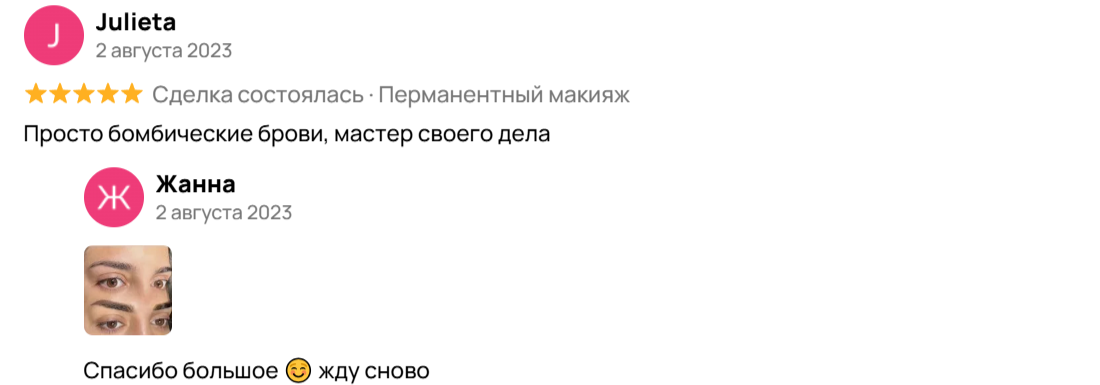 J
Julieta
2 августа 2023
Сделка состоялась · Перманентный макияж
Просто бомбические брови, мастер своего дела
Ж
Жанна
2 августа 2023
Спасибо большое 😊 жду сново